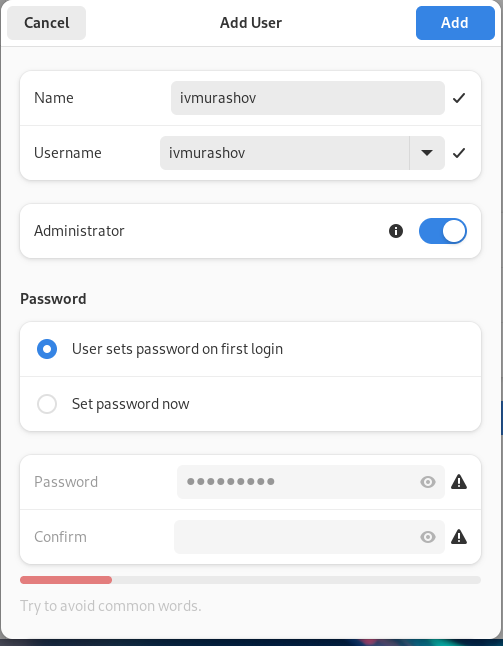 Cancel Add User Add
Name ivmurashov
Username ivmurashov
Administrator
Password
User sets password on first login
Set password now
Password ●●●●●●●●●
Confirm
Try to avoid common words.